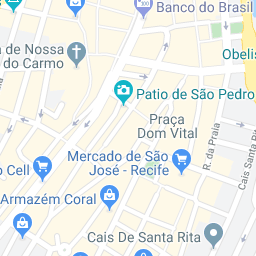 Banco do Brasil
a de Nossa
do Carmo
Obelis
Patio de São Pedro
Praça
Dom Vital
Mercado de São
José - Recife
R. da Praia
Cais Santa Rita
o Cell
Armazém Coral
Cais De Santa Rita